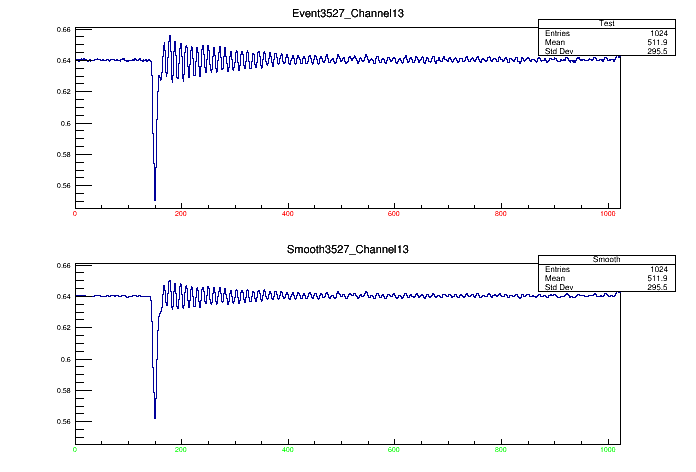 Event3527_Channel13
Test
Entries 1024
Mean 511.9
Std Dev 295.5
0.66
0.64
0.62
0.6
0.58
0.56
0 200 400 600 800 1000
Smooth3527_Channel13
Smooth
Entries 1024
Mean 511.9
Std Dev 295.5
0.66
0.64
0.62
0.6
0.58
0.56
0 200 400 600 800 1000